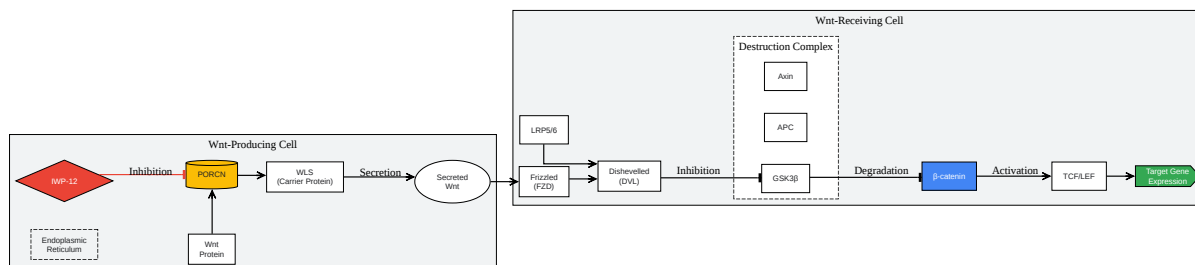 Wnt-Receiving Cell
Destruction Complex
Axin
APC
LRP5/6
Wnt-Producing Cell
IWP-12
Inhibition
PORCN
WLS
(Carrier Protein)
Secretion
Secreted
Wnt
Frizzled
(FZD)
Dishevelled
(DVL)
Inhibition
GSK3β
Degradation
β-catenin
Activation
TCF/LEF
Target Gene
Expression
Endoplasmic
Reticulum
Wnt
Protein